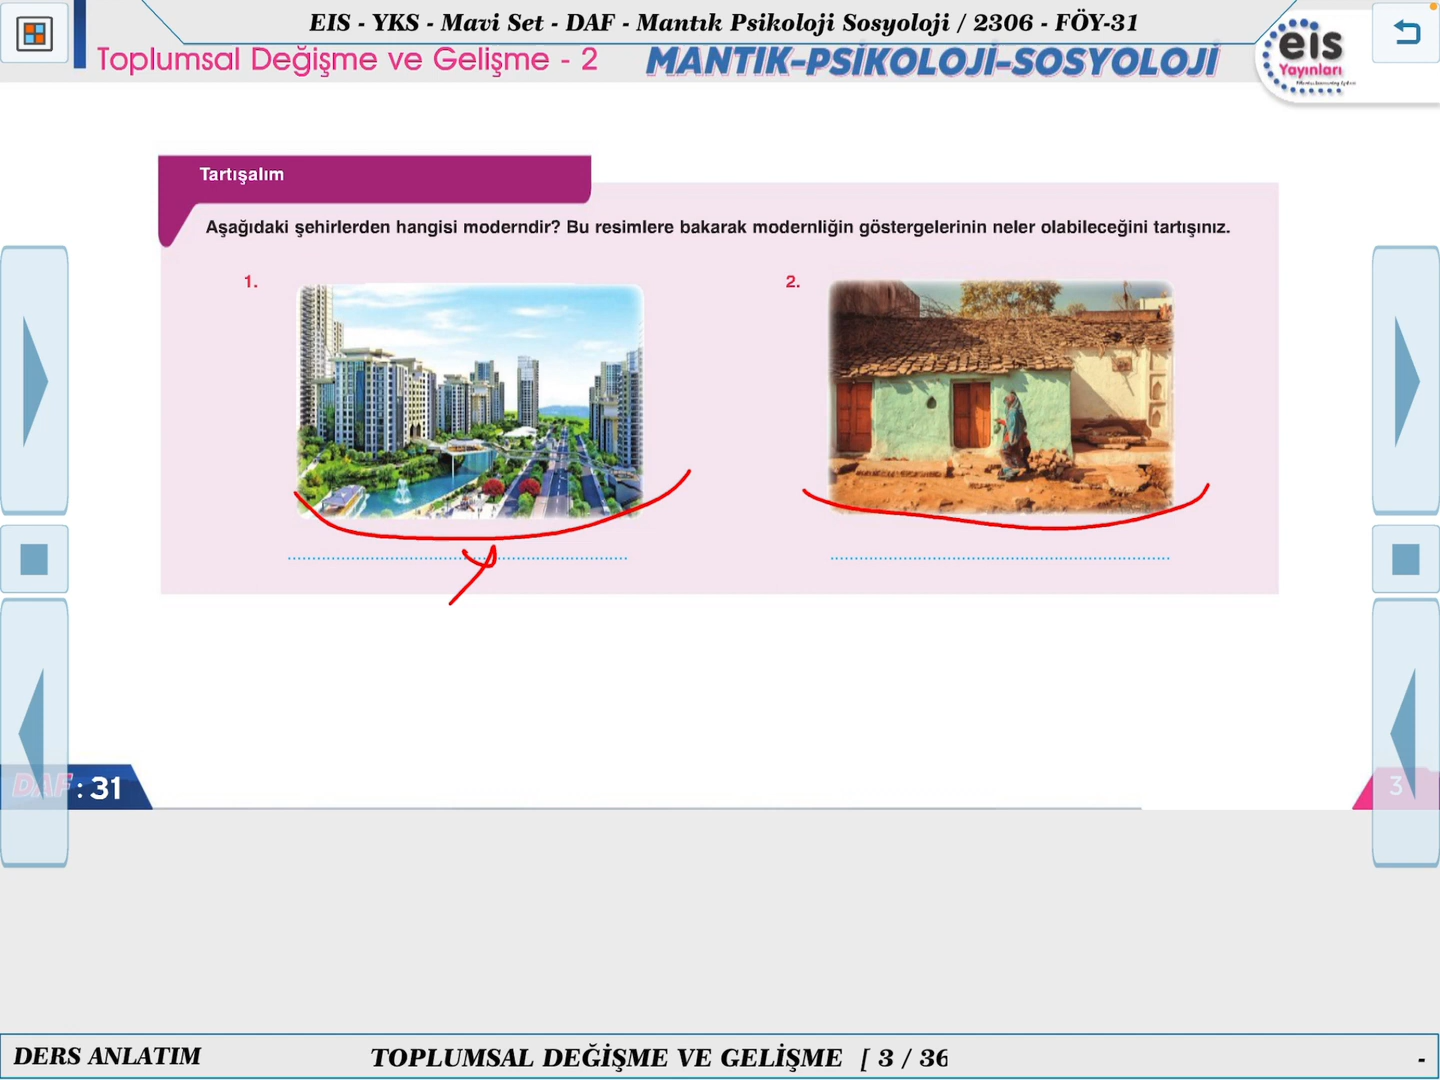 EIS - YKS - Mavi Set - DAF - Mantık Psikoloji Sosyoloji / 2306 - FÖY-31
Toplumsal Değişme ve Gelişme - 2
MANTIK-PSİKOLOJİ-SOSYOLOJİ
eis
Yayınları
Tartışalım
Aşağıdaki şehirlerden hangisi moderndir? Bu resimlere bakarak modernliğin göstergelerinin neler olabileceğini tartışınız.
1.
2.
DAF : 31
3
DERS ANLATIM
TOPLUMSAL DEĞİŞME VE GELİŞME [ 3 / 36
-